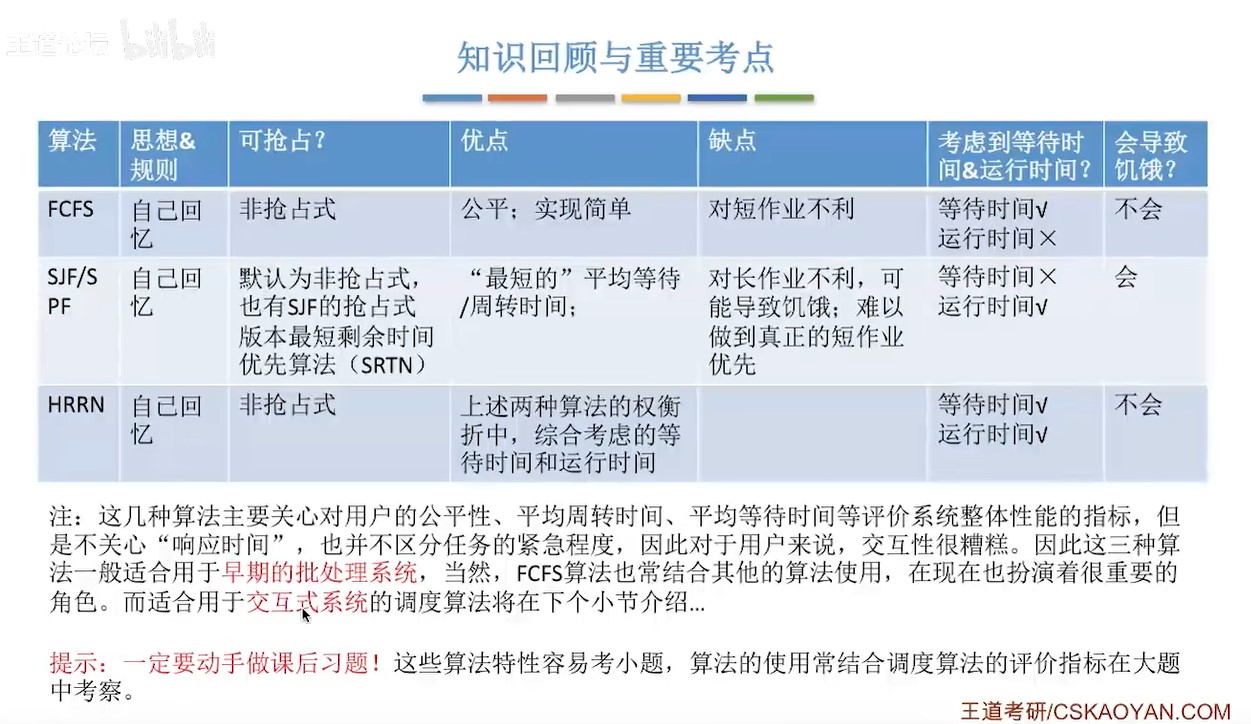 王道论坛 bilibili
知识回顾与重要考点
算法 思想& 可抢占? 优点 缺点 考虑到等待时 会导致
规则 间&运行时间? 饥饿?
FCFS 自己回 非抢占式 公平;实现简单 对短作业不利 等待时间√ 不会
忆 运行时间×
SJF/S 自己回 默认为非抢占式, “最短的”平均等待 对长作业不利,可 等待时间× 会
PF 忆 也有SJF的抢占式 /周转时间; 能导致饥饿;难以 运行时间√
版本最短剩余时间 做到真正的短作业
优先算法(SRTN) 优先
HRRN 自己回 非抢占式 上述两种算法的权衡 等待时间√ 不会
忆 折中,综合考虑的等 运行时间√
待时间和运行时间
注:这几种算法主要关心对用户的公平性、平均周转时间、平均等待时间等评价系统整体性能的指标,但
是不关心“响应时间”,也并不区分任务的紧急程度,因此对于用户来说,交互性很糟糕。因此这三种算
法一般适合用于早期的批处理系统,当然,FCFS算法也常结合其他的算法使用,在现在也扮演着很重要的
角色。而适合用于交互式系统的调度算法将在下个小节介绍...
提示:一定要动手做课后习题!这些算法特性容易考小题,算法的使用常结合调度算法的评价指标在大题
中考察。
王道考研/CSKAOYAN.COM